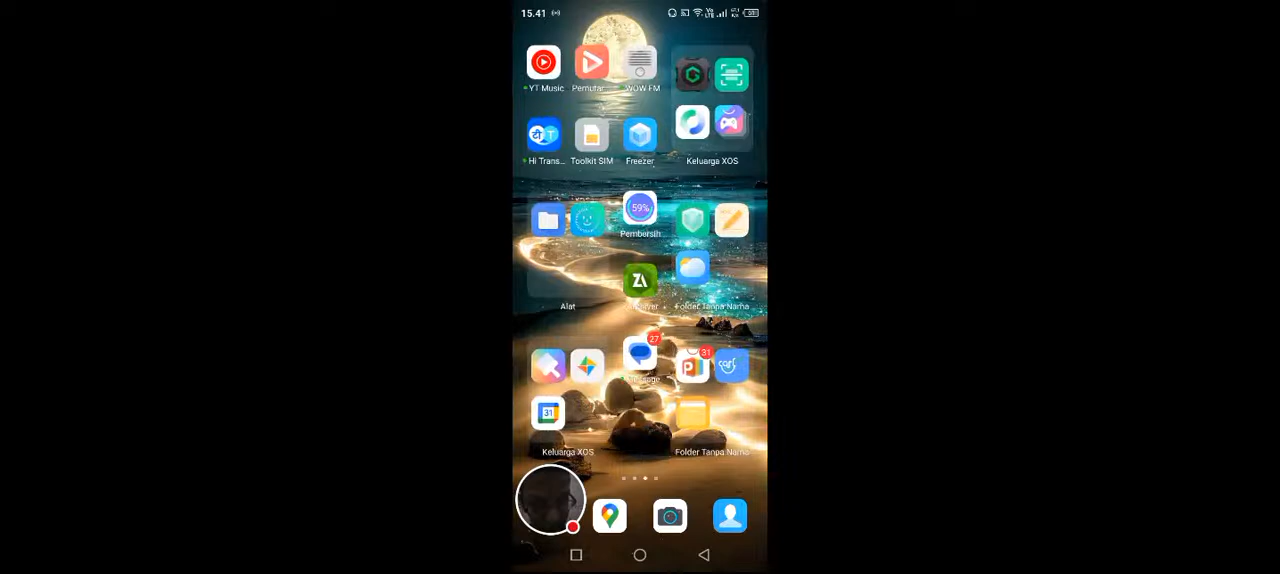 15.41
YT Music
Pemutar
WOW FM
Hi Trans...
Toolkit SIM
Freezer
Keluarga XOS
59%
Pembersih
Alat
Folder Tanpa Nama
27
31
31
Keluarga XOS
Folder Tanpa Nama